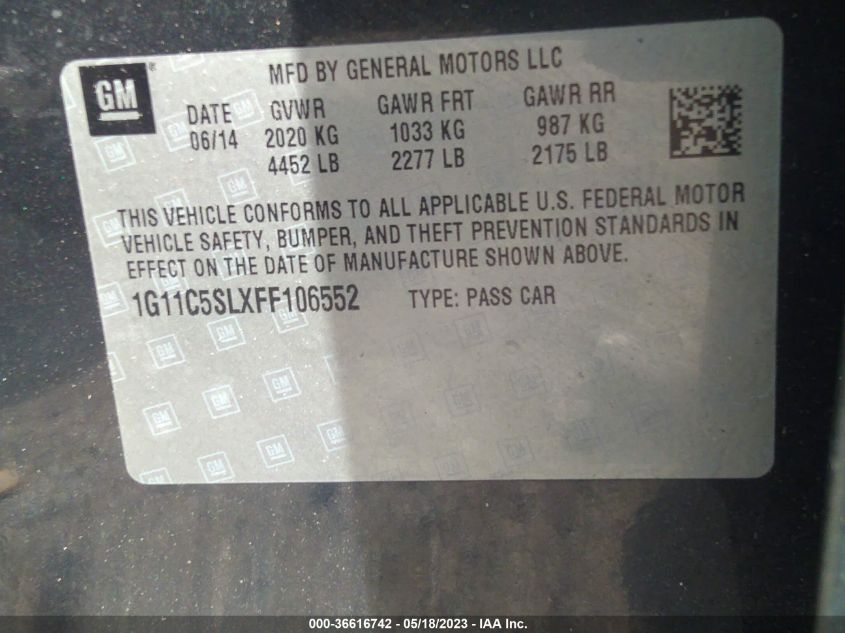 GM
MFD BY GENERAL MOTORS LLC
DATE GVWR GAWR FRT GAWR RR
06/14 2020 KG 1033 KG 987 KG
4452 LB 2277 LB 2175 LB
THIS VEHICLE CONFORMS TO ALL APPLICABLE U.S. FEDERAL MOTOR
VEHICLE SAFETY, BUMPER, AND THEFT PREVENTION STANDARDS IN
EFFECT ON THE DATE OF MANUFACTURE SHOWN ABOVE.
1G11C5SLXFF106552 TYPE: PASS CAR
000-36616742 / 05/18/2023 - IAA Inc.